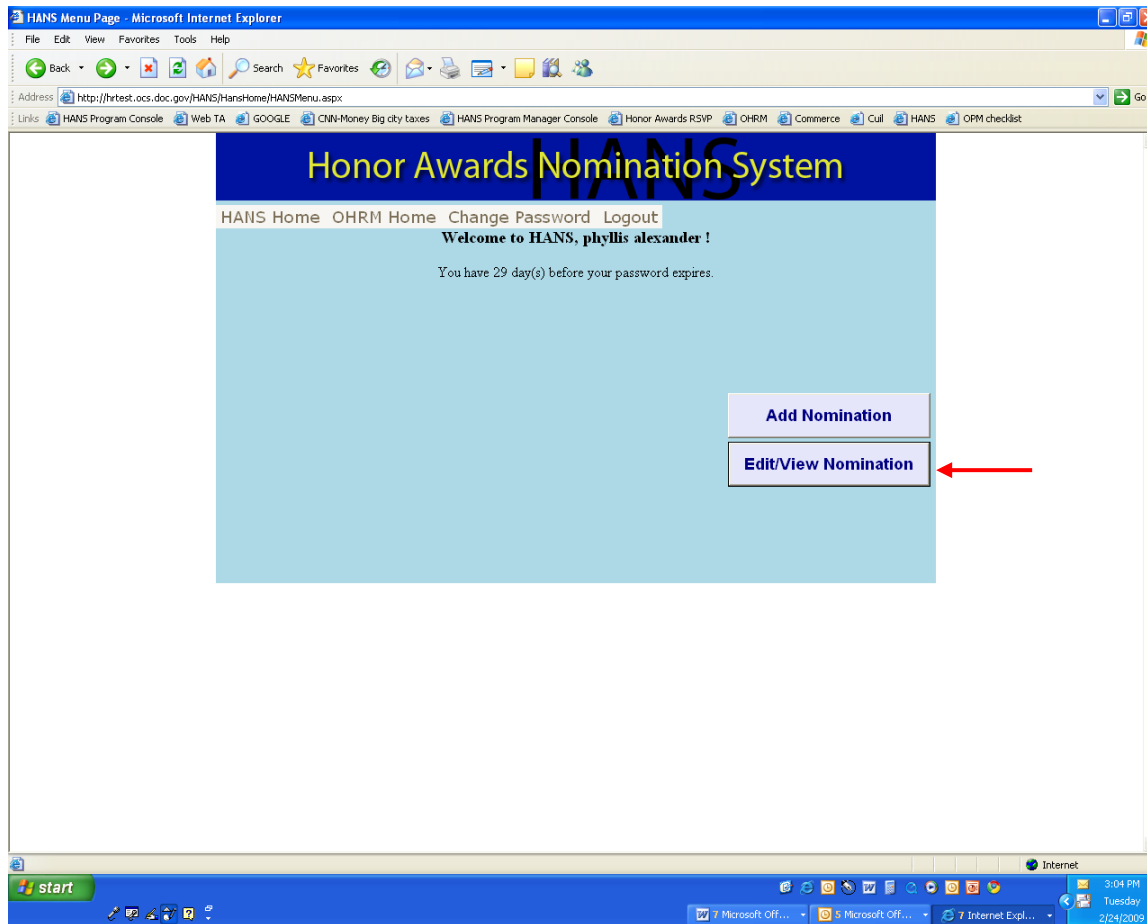 HANS Menu Page - Microsoft Internet Explorer
File Edit View Favorites Tools Help
Back Search Favorites
Address http://hrtest.ocs.doc.gov/HANS/HansHome/HANSMenu.aspx Go
Links HANS Program Console Web TA GOOGLE CNN-Money Big city taxes HANS Program Manager Console Honor Awards RSVP OHRM Commerce Cuil HANS OPM checklist
HANS
Honor Awards Nomination System
HANS Home OHRM Home Change Password Logout
Welcome to HANS, phyllis alexander !
You have 29 day(s) before your password expires.
Add Nomination
Edit/View Nomination
Internet
start
3:04 PM
Tuesday
7 Microsoft Off... 5 Microsoft Off... 7 Internet Expl... 2/24/2009